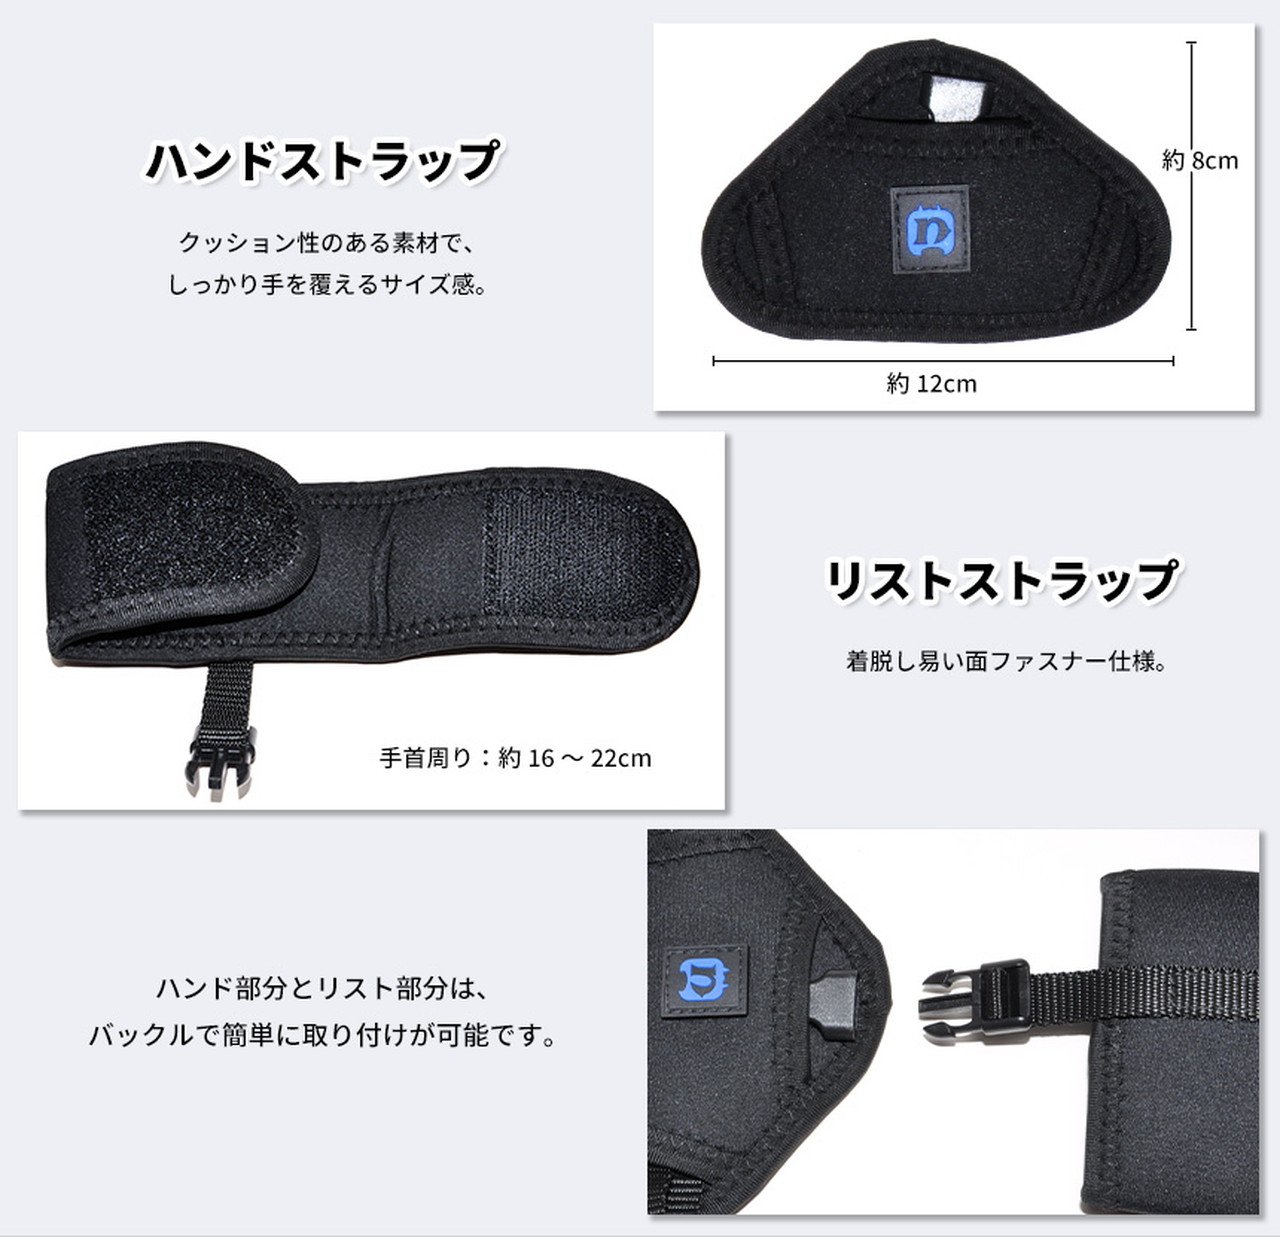 ハンドストラップ
クッション性のある素材で、
しっかり手を覆えるサイズ感。
約 8cm
n
約 12cm
リストストラップ
着脱し易い面ファスナー仕様。
手首周り：約 16 ～ 22cm
ハンド部分とリスト部分は、
バックルで簡単に取り付けが可能です。
n